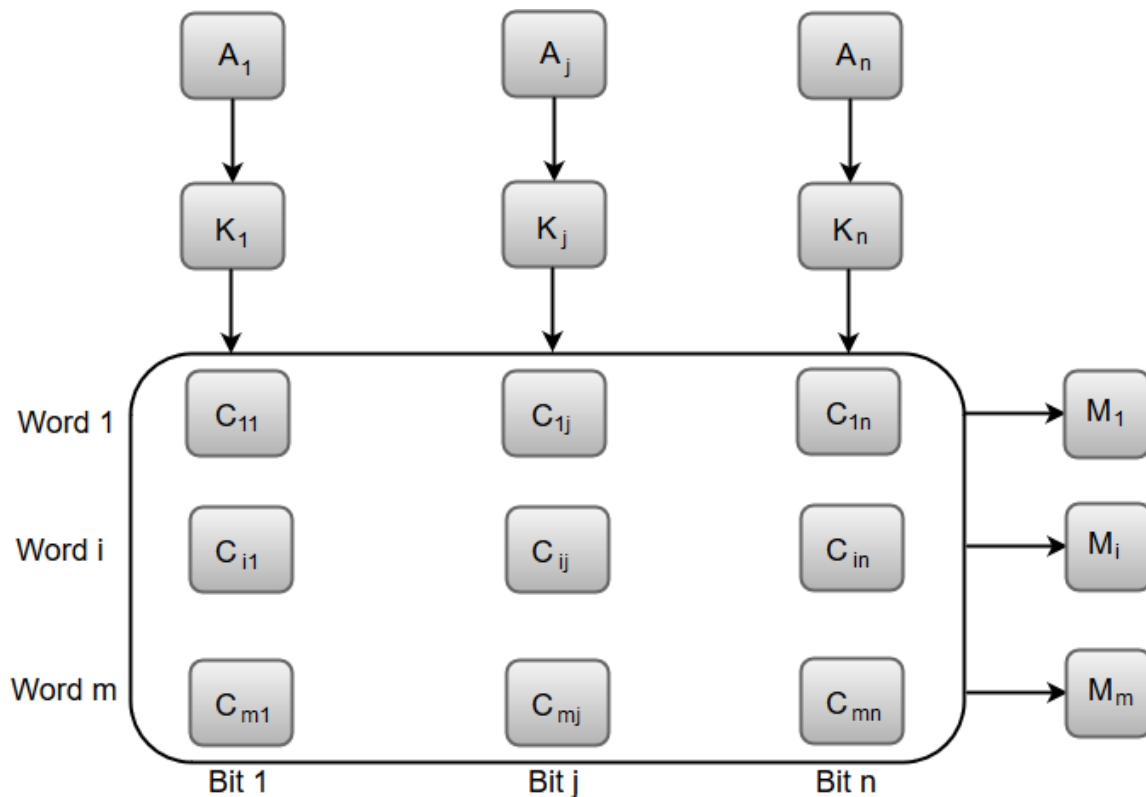 A1 Aj An
K1 Kj Kn
Word 1 C11 C1j C1n M1
Word i Ci1 Cij Cin Mi
Word m Cm1 Cmj Cmn Mm
Bit 1 Bit j Bit n